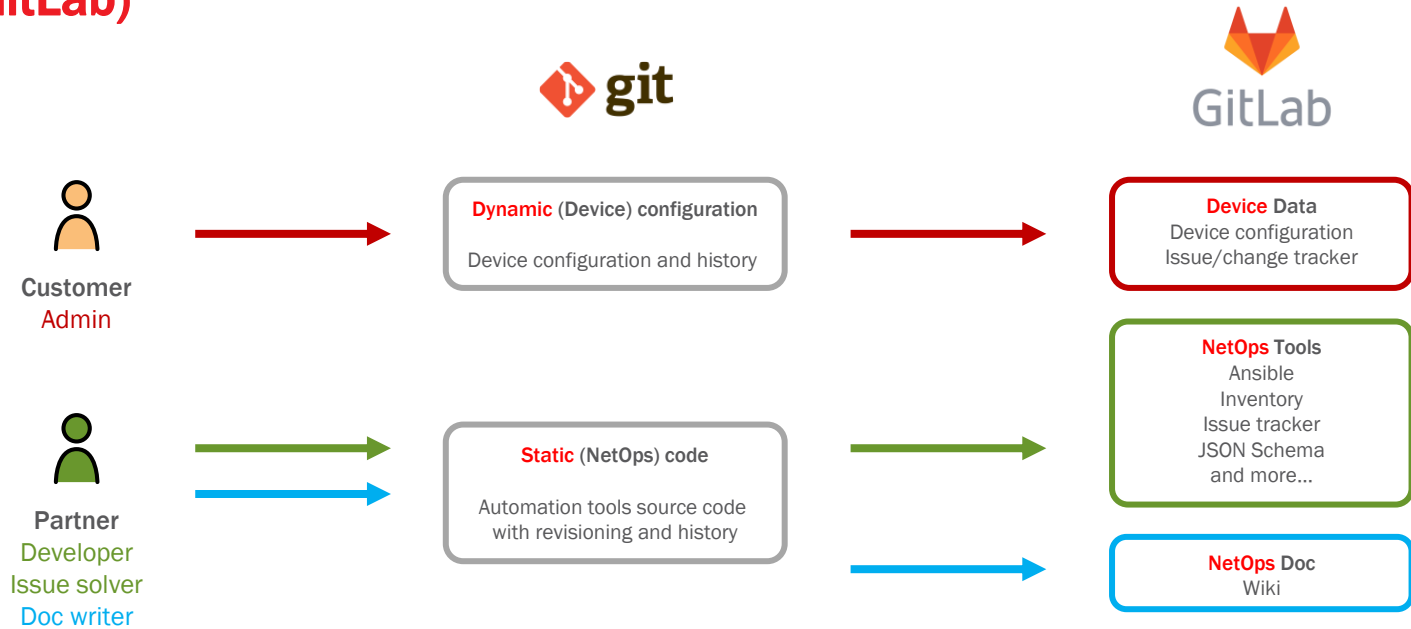 git
GitLab
Customer
Admin
Dynamic (Device) configuration
Device configuration and history
Device Data
Device configuration
Issue/change tracker
Partner
Developer
Issue solver
Doc writer
Static (NetOps) code
Automation tools source code
with revisioning and history
NetOps Tools
Ansible
Inventory
Issue tracker
JSON Schema
and more...
NetOps Doc
Wiki